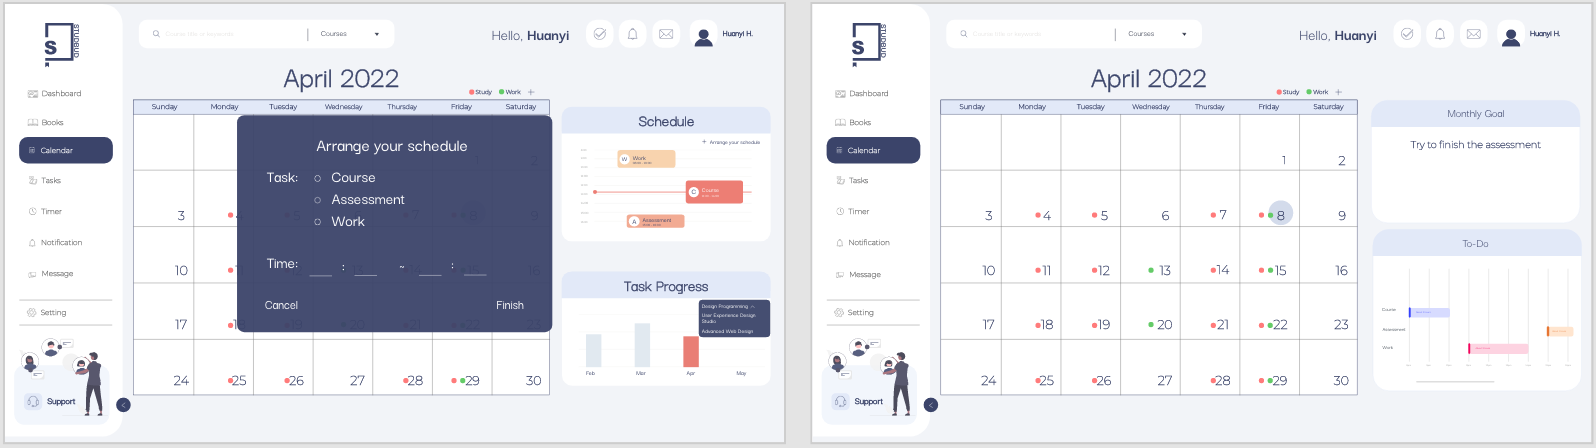 STUDBUD
S
Courses
Hello, Huanyi
Huanyi H.
April 2022
Study Work +
Dashboard
Books
Calendar
Tasks
Timer
Notification
Message
Setting
Support
Sunday Monday Tuesday Wednesday Thursday Friday Saturday
3
10
17
24 25 26 27 28 29 30
Arrange your schedule
Task: Course
Assessment
Work
Time: : ~ :
Cancel Finish
Schedule
+ Arrange your schedule
W Work
C Course
A Assessment
Task Progress
Design Programming
User Experience Design
Studio
Advanced Web Design
Feb Mar Apr May
STUDBUD
S
Course title or keywords
Courses
Hello, Huanyi
Huanyi H.
April 2022
Study Work +
Dashboard
Books
Calendar
Tasks
Timer
Notification
Message
Setting
Support
Sunday Monday Tuesday Wednesday Thursday Friday Saturday
1 2
3 4 5 6 7 8 9
10 11 12 13 14 15 16
17 18 19 20 21 22 23
24 25 26 27 28 29 30
Monthly Goal
Try to finish the assessment
To-Do
Course
Assessment
Work